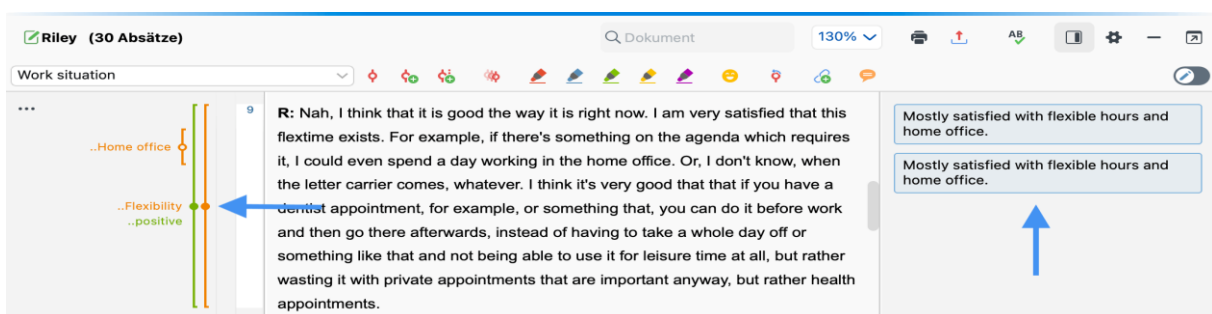 Riley (30 Absätze)
Dokument
130%
AB
Work situation
...
..Home office
..Flexibility
..positive
9
R: Nah, I think that it is good the way it is right now. I am very satisfied that this
flextime exists. For example, if there's something on the agenda which requires
it, I could even spend a day working in the home office. Or, I don't know, when
the letter carrier comes, whatever. I think it's very good that that if you have a
dentist appointment, for example, or something that, you can do it before work
and then go there afterwards, instead of having to take a whole day off or
something like that and not being able to use it for leisure time at all, but rather
wasting it with private appointments that are important anyway, but rather health
appointments.
Mostly satisfied with flexible hours and
home office.
Mostly satisfied with flexible hours and
home office.